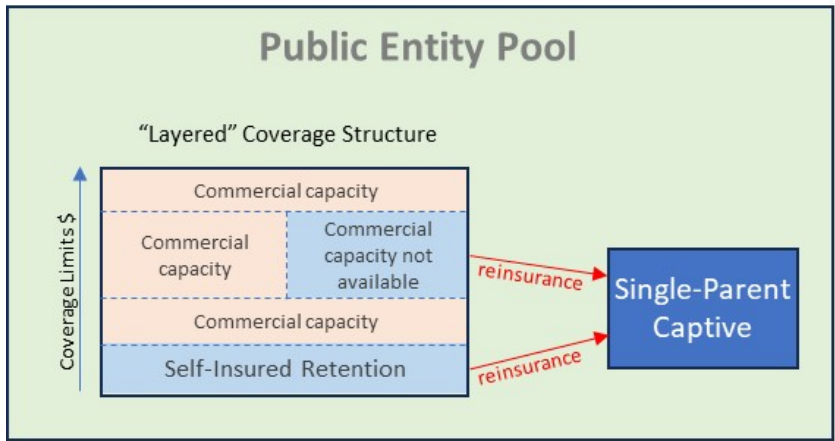 Public Entity Pool
“Layered” Coverage Structure
Coverage Limits $
Commercial capacity
Commercial
capacity
Commercial
capacity not
available
Commercial capacity
Self-Insured Retention
reinsurance
reinsurance
Single-Parent
Captive